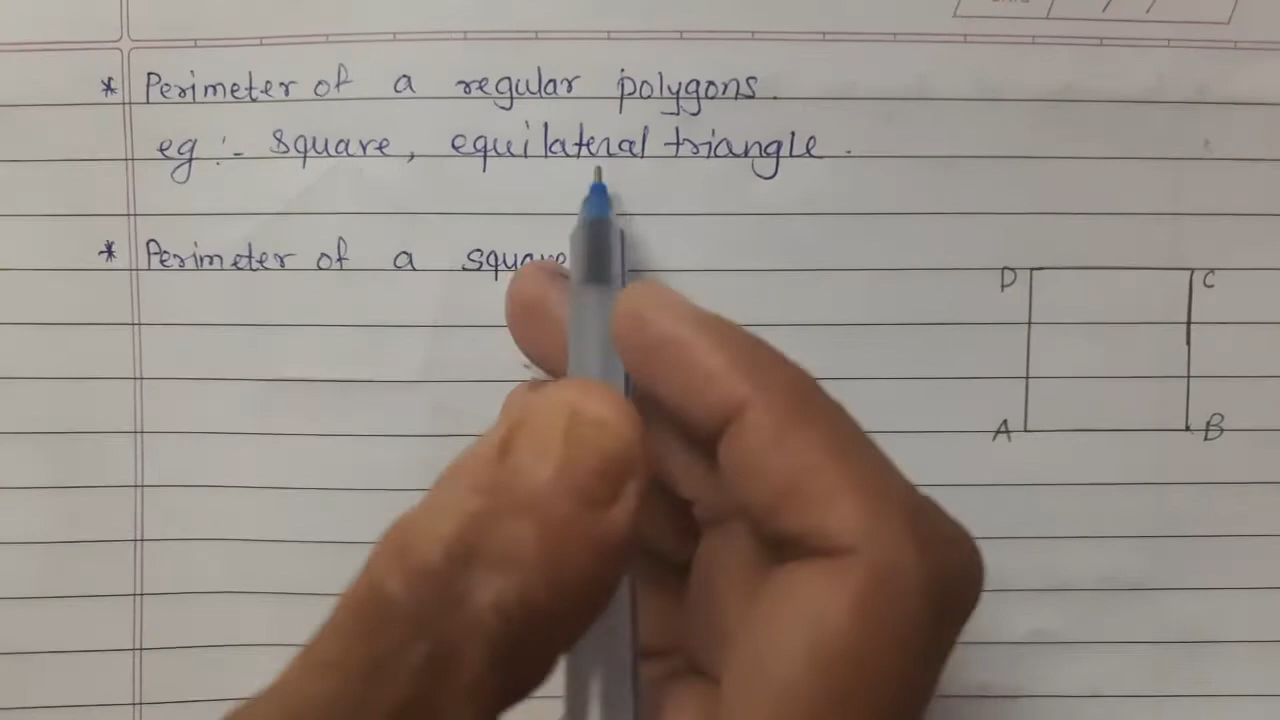 * Perimeter of a regular polygons.
eg :- square, equilateral triangle.
* Perimeter of a square
D C
A B